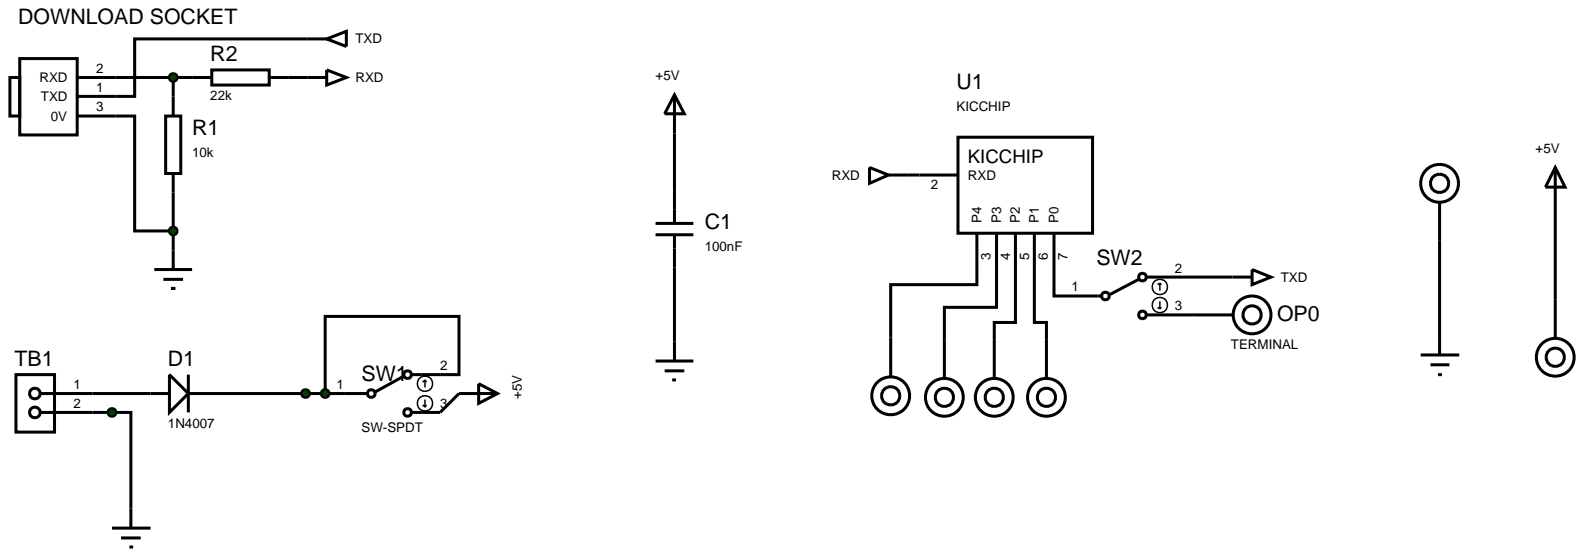 DOWNLOAD SOCKET
TXD
R2
RXD 2
RXD
TXD 1
22k
0V 3
R1
10k
+5V
C1
100nF
U1
KICCHIP
KICCHIP
RXD
RXD
2
P4 P3 P2 P1 P0
3 4 5 6 7
SW2
1
2
TXD
3
OP0
TERMINAL
+5V
TB1
1
2
D1
1N4007
SW1
1
2
3
+5V
SW-SPDT